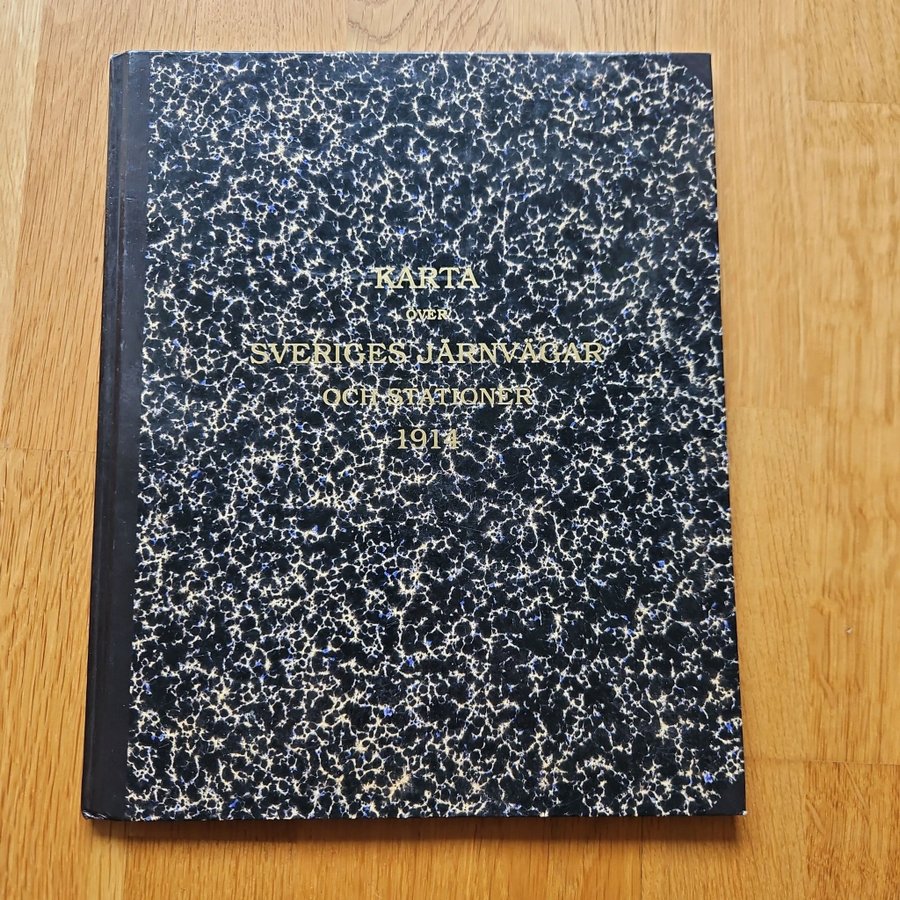 KARTA
ÖVER
SVERIGES JÄRNVÄGAR
OCH STATIONER
1914